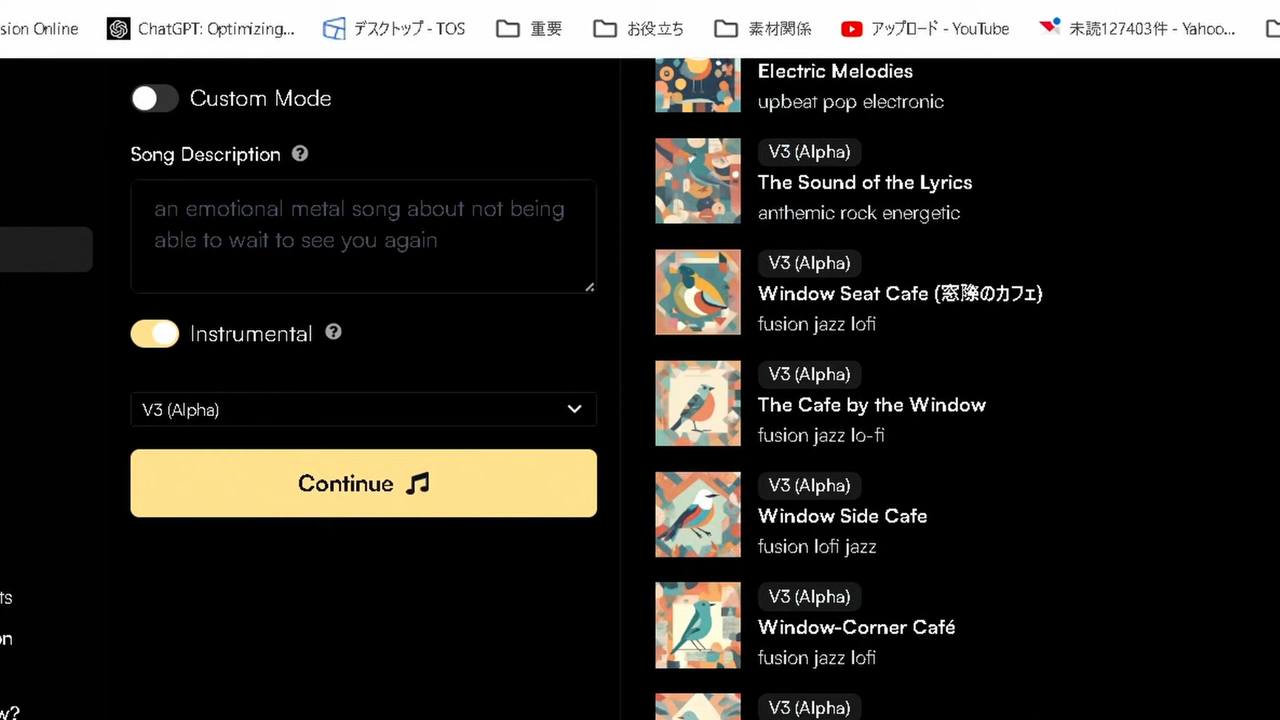 sion Online
ChatGPT: Optimizing...
デスクトップ - TOS
重要
お役立ち
素材関係
アップロード - YouTube
未読127403件 - Yahoo...
Custom Mode
Song Description
an emotional metal song about not being
able to wait to see you again
Instrumental
V3 (Alpha)
Continue
ts
on
w?
Electric Melodies
upbeat pop electronic
V3 (Alpha)
The Sound of the Lyrics
anthemic rock energetic
V3 (Alpha)
Window Seat Cafe (窓際のカフェ)
fusion jazz lofi
V3 (Alpha)
The Cafe by the Window
fusion jazz lo-fi
V3 (Alpha)
Window Side Cafe
fusion lofi jazz
V3 (Alpha)
Window-Corner Café
fusion jazz lofi
V3 (Alpha)